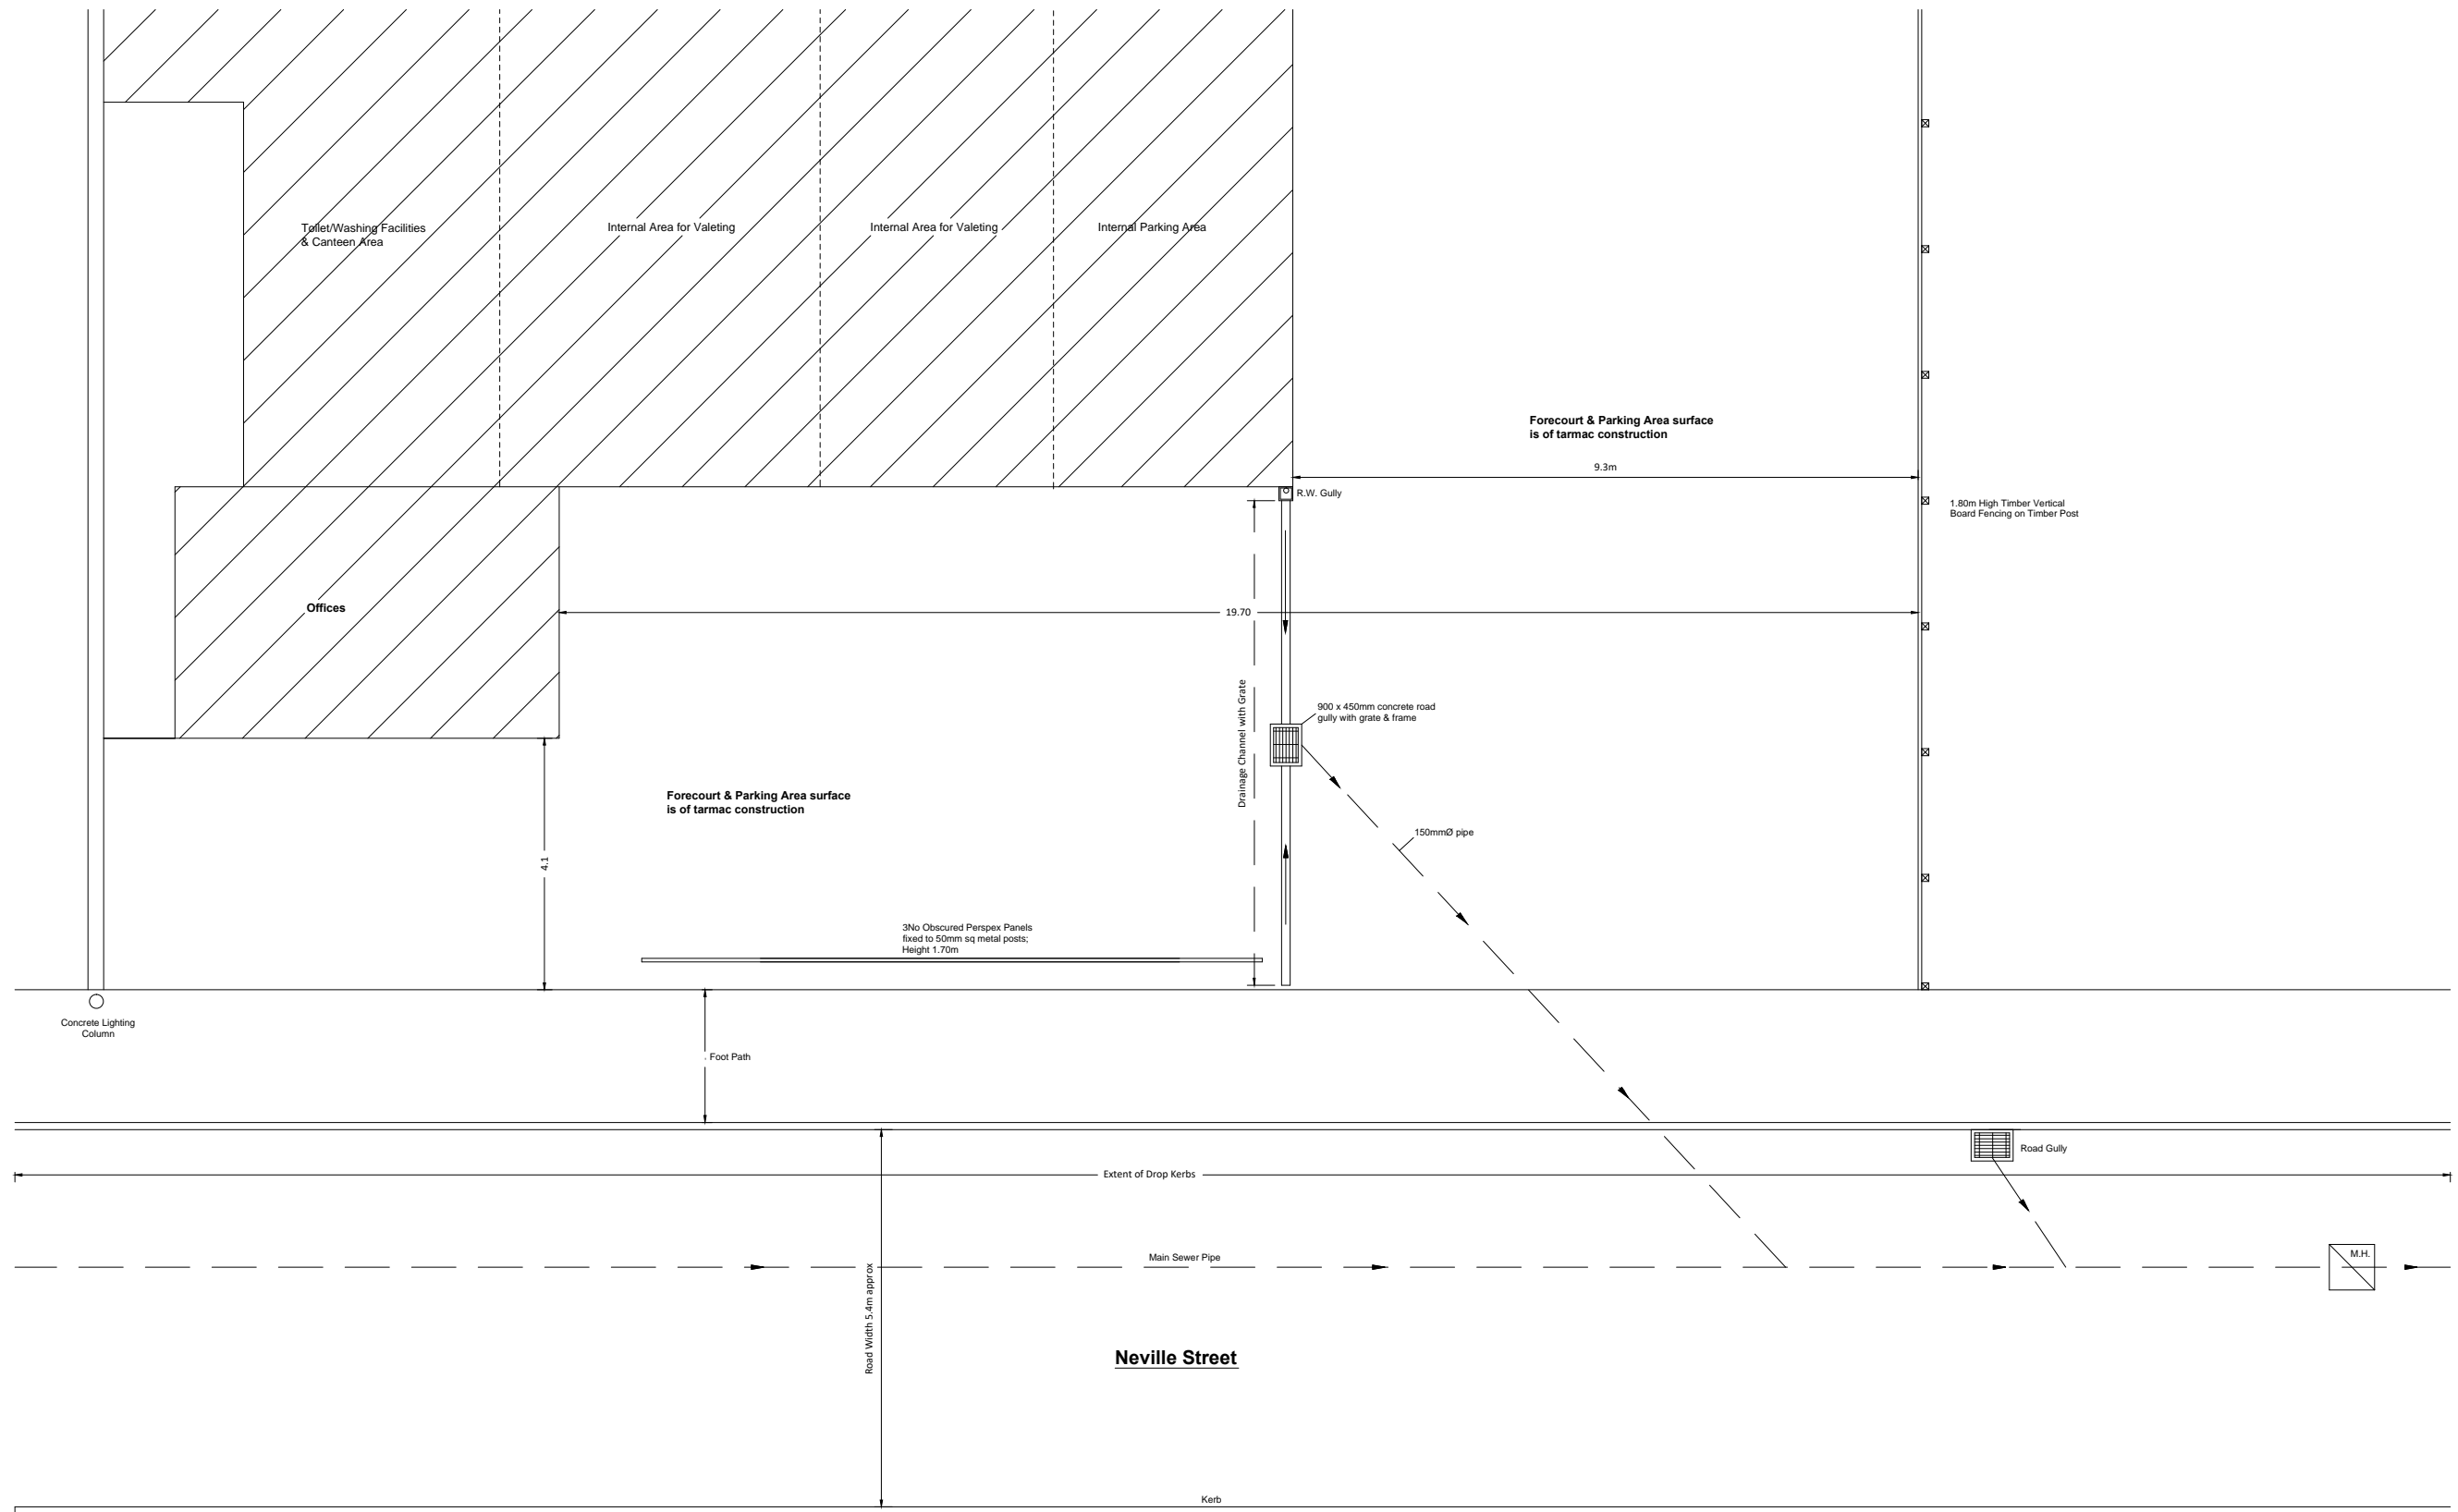 Toilet/Washing Facilities
& Canteen Area
Internal Area for Valeting
Internal Area for Valeting
Internal Parking Area
Forecourt & Parking Area surface
is of tarmac construction
9.3m
R.W. Gully
1.80m High Timber Vertical
Board Fencing on Timber Post
Offices
19.70
Drainage Channel with Grate
900 x 450mm concrete road
gully with grate & frame
Forecourt & Parking Area surface
is of tarmac construction
150mmØ pipe
4.1
3No Obscured Perspex Panels
fixed to 50mm sq metal posts;
Height 1.70m
Concrete Lighting
Column
Foot Path
Road Gully
Extent of Drop Kerbs
Main Sewer Pipe
M.H.
Road Width 5.4m approx
Neville Street
Kerb